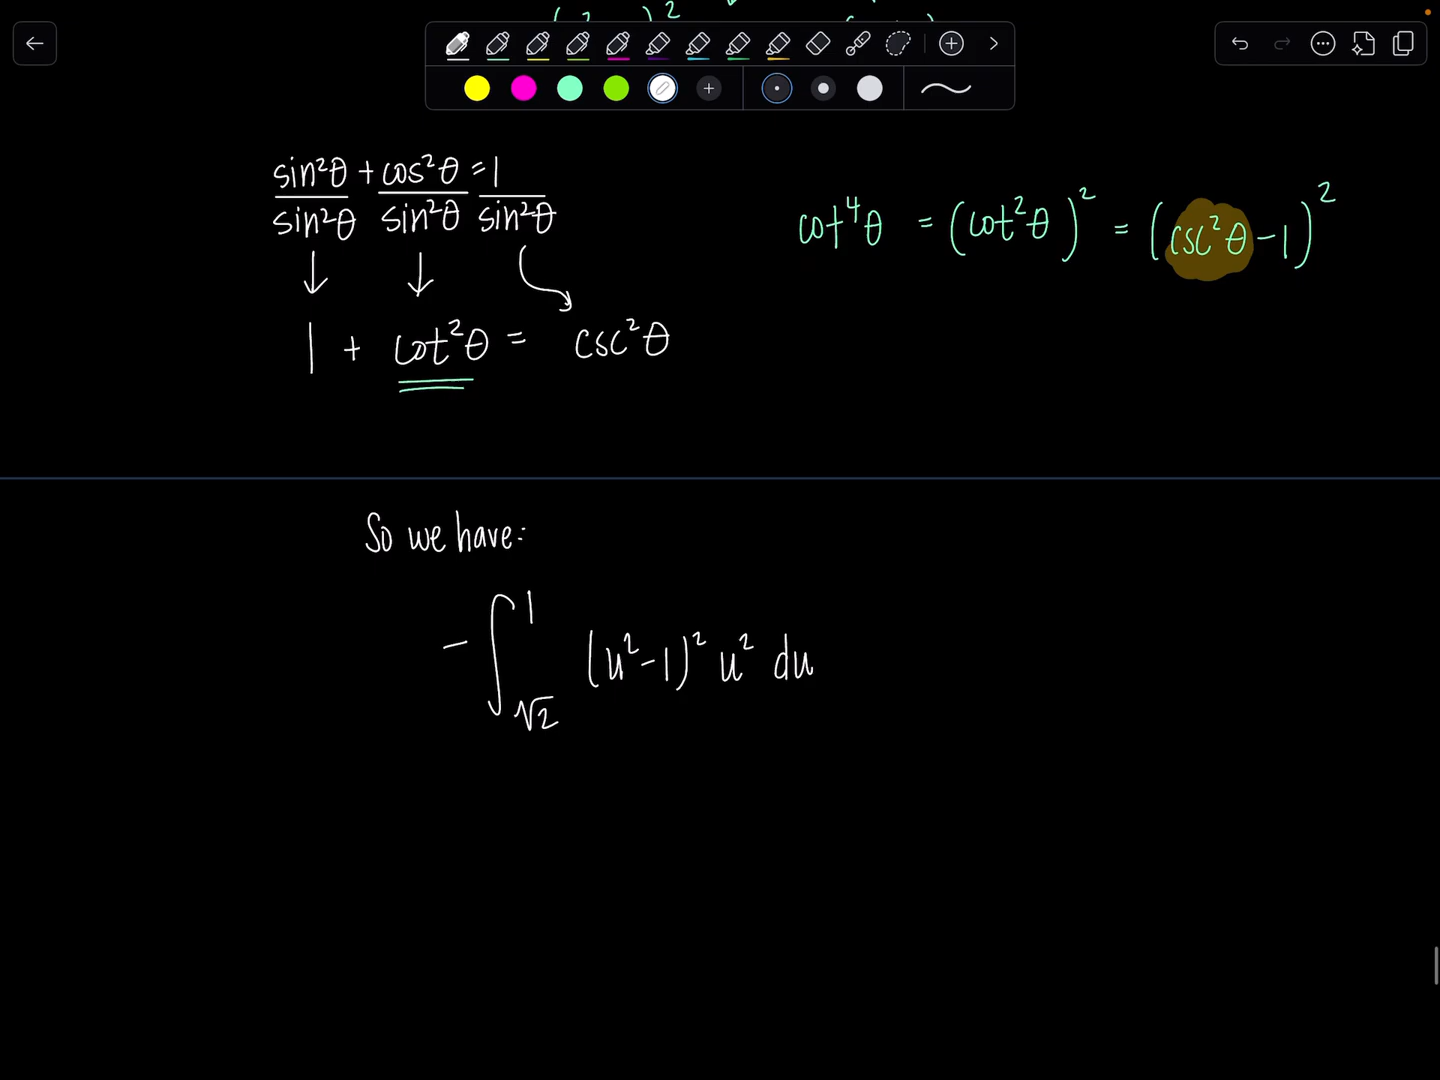 sin²θ + cos²θ = 1
sin²θ sin²θ sin²θ
↓ ↓
1 + cot²θ = csc²θ
cot⁴θ = (cot²θ)² = (csc²θ - 1)²
So we have:
- ∫_{√2}^{1} (u² - 1)² u² du